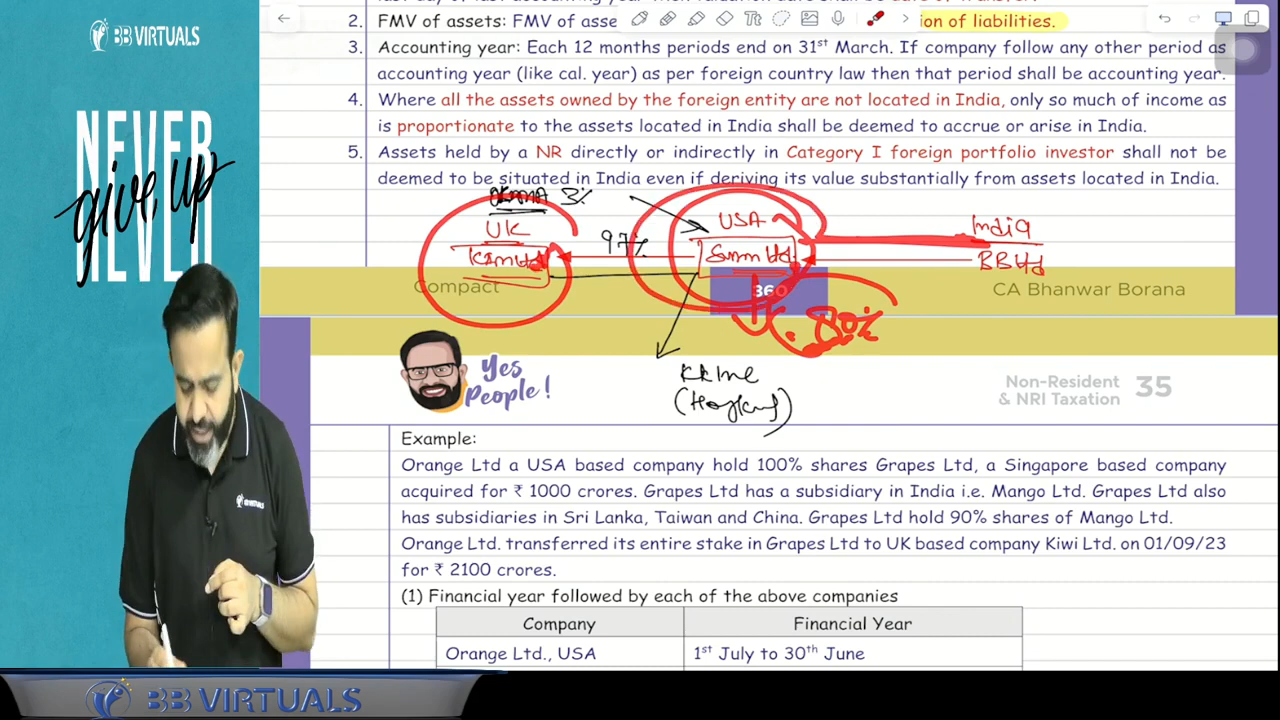 BB VIRTUALS
NEVER
give up
NEVER
2. FMV of assets: FMV of asse
ion of liabilities.
3. Accounting year: Each 12 months periods end on 31st March. If company follow any other period as
accounting year (like cal. year) as per foreign country law then that period shall be accounting year.
4. Where all the assets owned by the foreign entity are not located in India, only so much of income as
is proportionate to the assets located in India shall be deemed to accrue or arise in India.
5. Assets held by a NR directly or indirectly in Category I foreign portfolio investor shall not be
deemed to be situated in India even if deriving its value substantially from assets located in India.
3%
UK
97%
USA
India
BB Ltd
80%
Compact
360
CA Bhanwar Borana
Yes
People!
Non-Resident
& NRI Taxation
35
Example:
Orange Ltd a USA based company hold 100% shares Grapes Ltd, a Singapore based company
acquired for ₹ 1000 crores. Grapes Ltd has a subsidiary in India i.e. Mango Ltd. Grapes Ltd also
has subsidiaries in Sri Lanka, Taiwan and China. Grapes Ltd hold 90% shares of Mango Ltd.
Orange Ltd. transferred its entire stake in Grapes Ltd to UK based company Kiwi Ltd. on 01/09/23
for ₹ 2100 crores.
(1) Financial year followed by each of the above companies
Company Financial Year
Orange Ltd., USA 1st July to 30th June
BB VIRTUALS
BB VIRTUALS